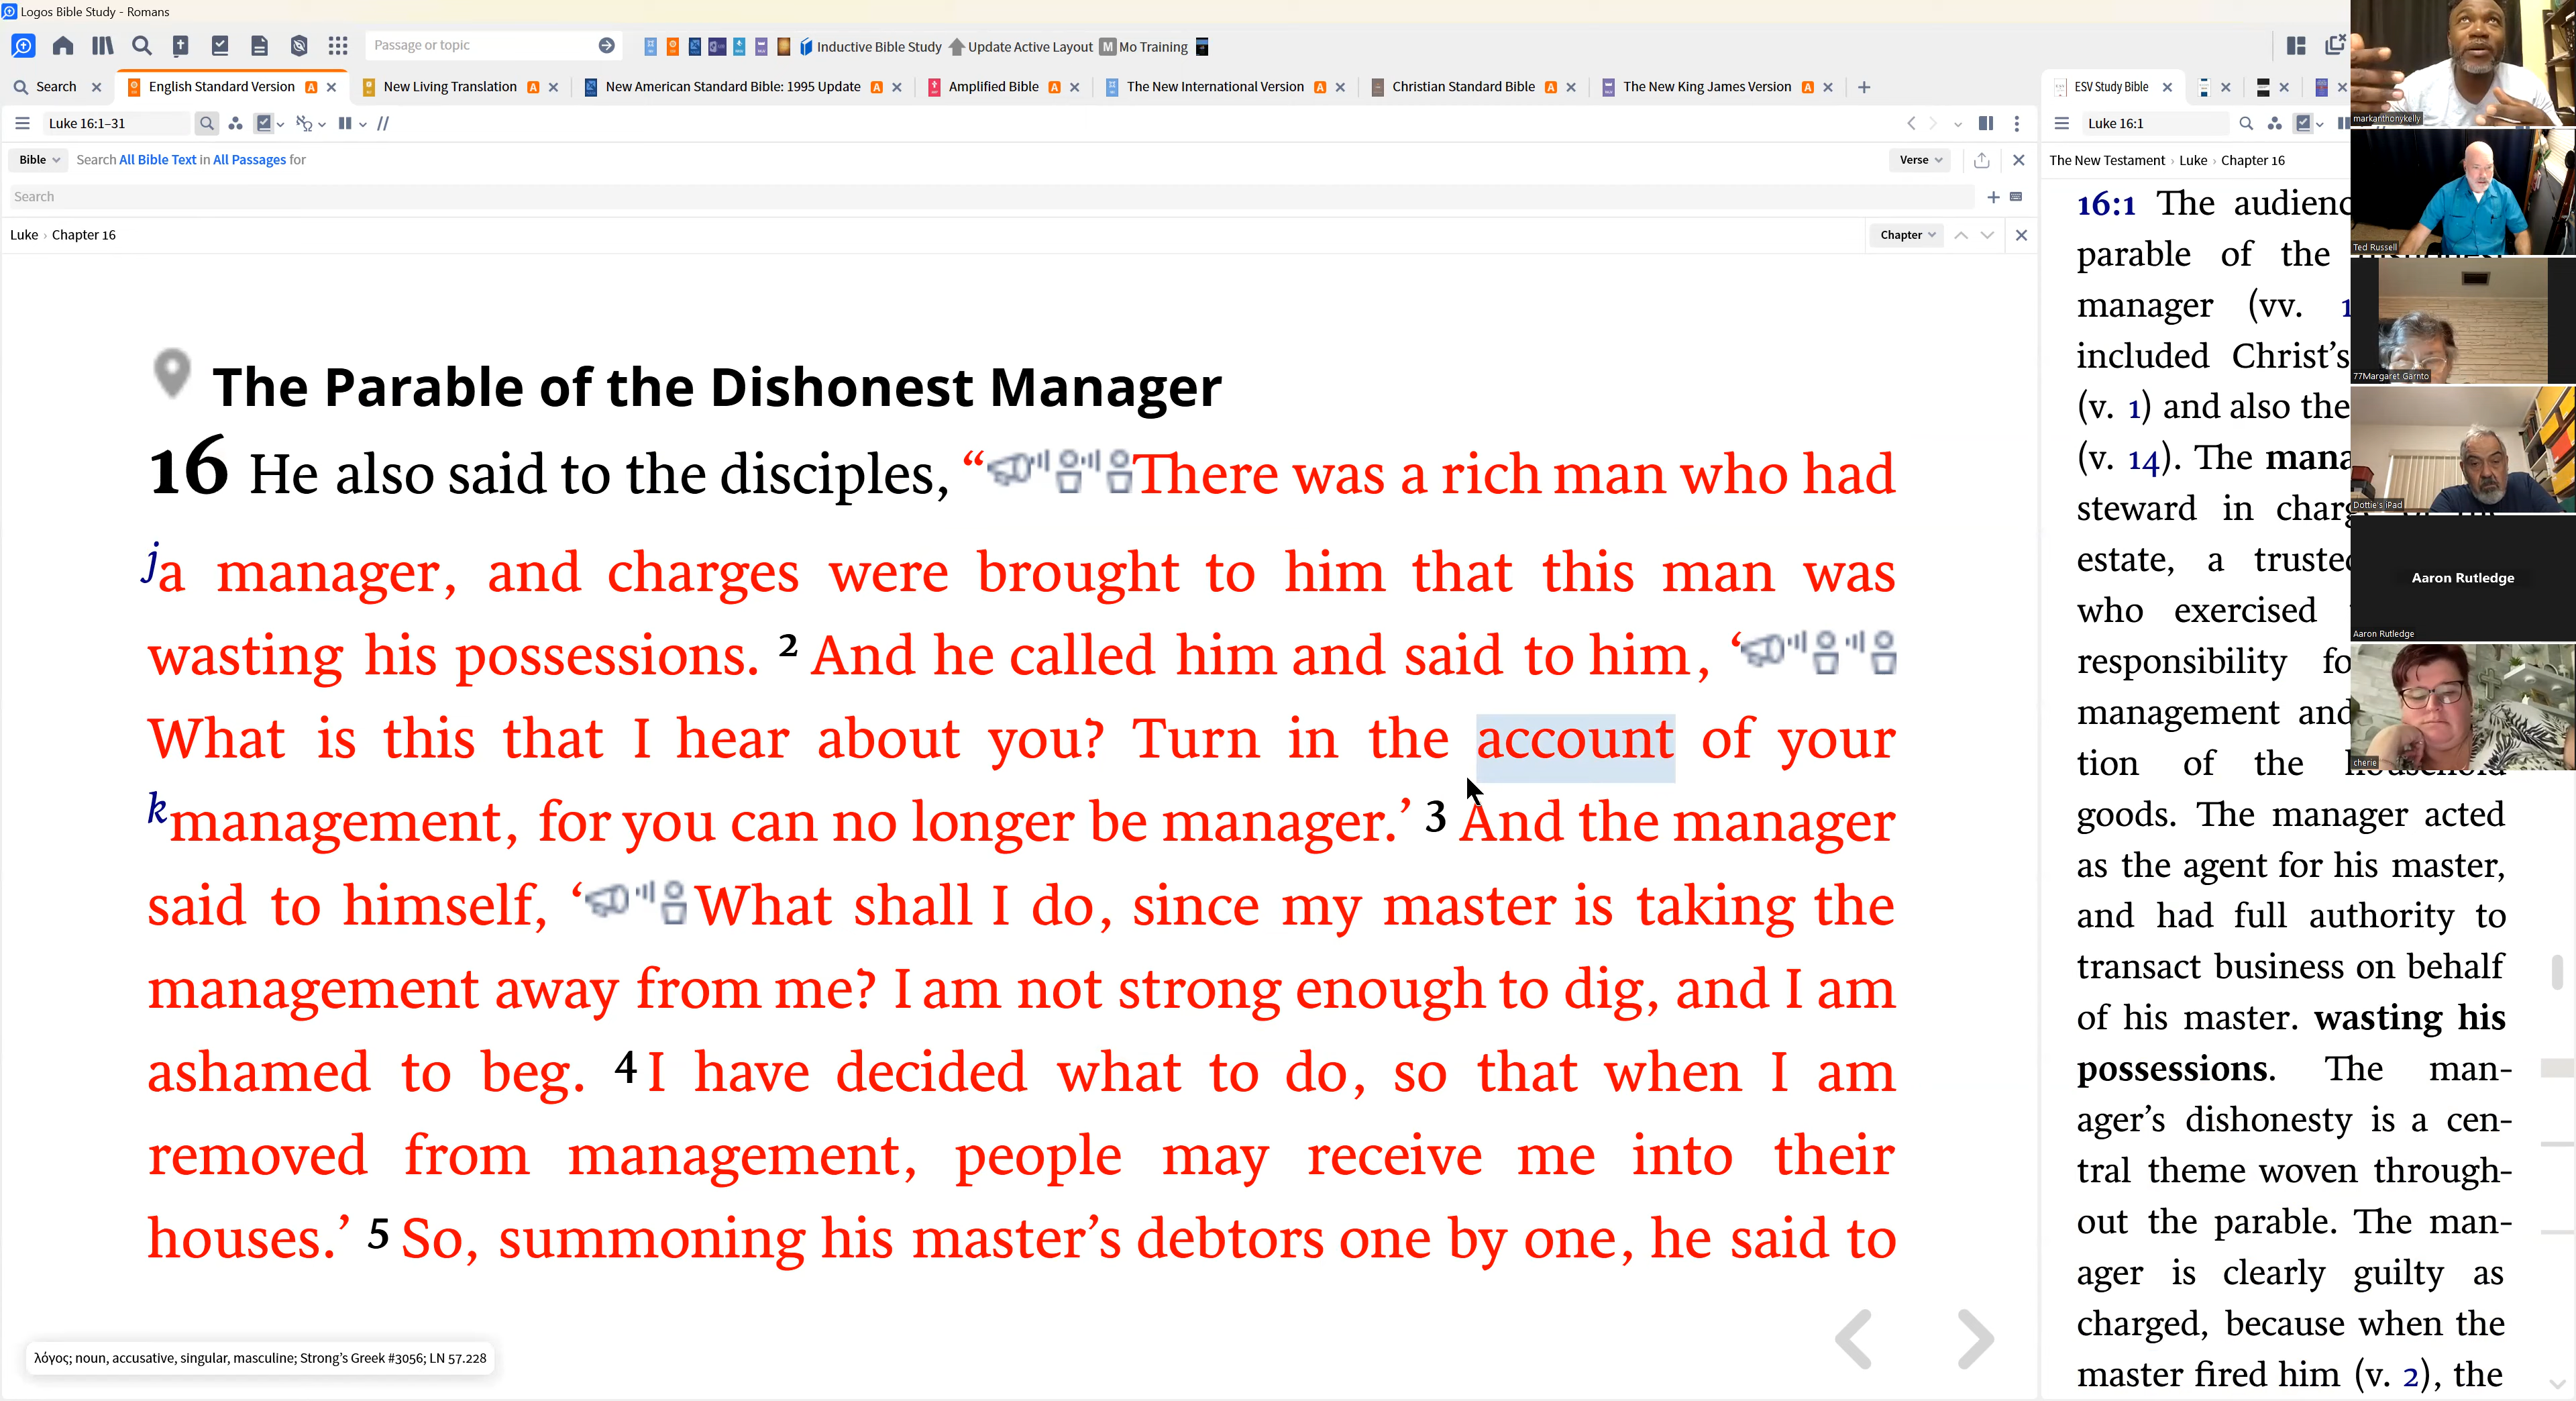 Logos Bible Study - Romans
Passage or topic
Inductive Bible Study
Update Active Layout
M Mo Training
Search
English Standard Version A
New Living Translation A
New American Standard Bible: 1995 Update A
Amplified Bible A
The New International Version A
Christian Standard Bible A
The New King James Version A
Luke 16:1–31
Bible
Search All Bible Text in All Passages for
Verse
Search
Luke › Chapter 16
Chapter
The Parable of the Dishonest Manager
16 He also said to the disciples, “There was a rich man who had
j a manager, and charges were brought to him that this man was
wasting his possessions. 2 And he called him and said to him, ‘
What is this that I hear about you? Turn in the account of your
k management, for you can no longer be manager.’ 3 And the manager
said to himself, ‘What shall I do, since my master is taking the
management away from me? I am not strong enough to dig, and I am
ashamed to beg. 4 I have decided what to do, so that when I am
removed from management, people may receive me into their
houses.’ 5 So, summoning his master’s debtors one by one, he said to
λόγος; noun, accusative, singular, masculine; Strong’s Greek #3056; LN 57.228
ESV Study Bible
Luke 16:1
The New Testament › Luke › Chapter 16
16:1 The audienc
parable of the
manager (vv. 1
included Christ’s
(v. 1) and also the
(v. 14). The mana
steward in charg
estate, a trusted
who exercised
responsibility fo
management and
tion of the household
goods. The manager acted
as the agent for his master,
and had full authority to
transact business on behalf
of his master. wasting his
possessions. The man-
ager’s dishonesty is a cen-
tral theme woven through-
out the parable. The man-
ager is clearly guilty as
charged, because when the
master fired him (v. 2), the
markanthonykelly
Ted Russell
77Margaret Garnto
Dottie's iPad
Aaron Rutledge
Aaron Rutledge
cherie